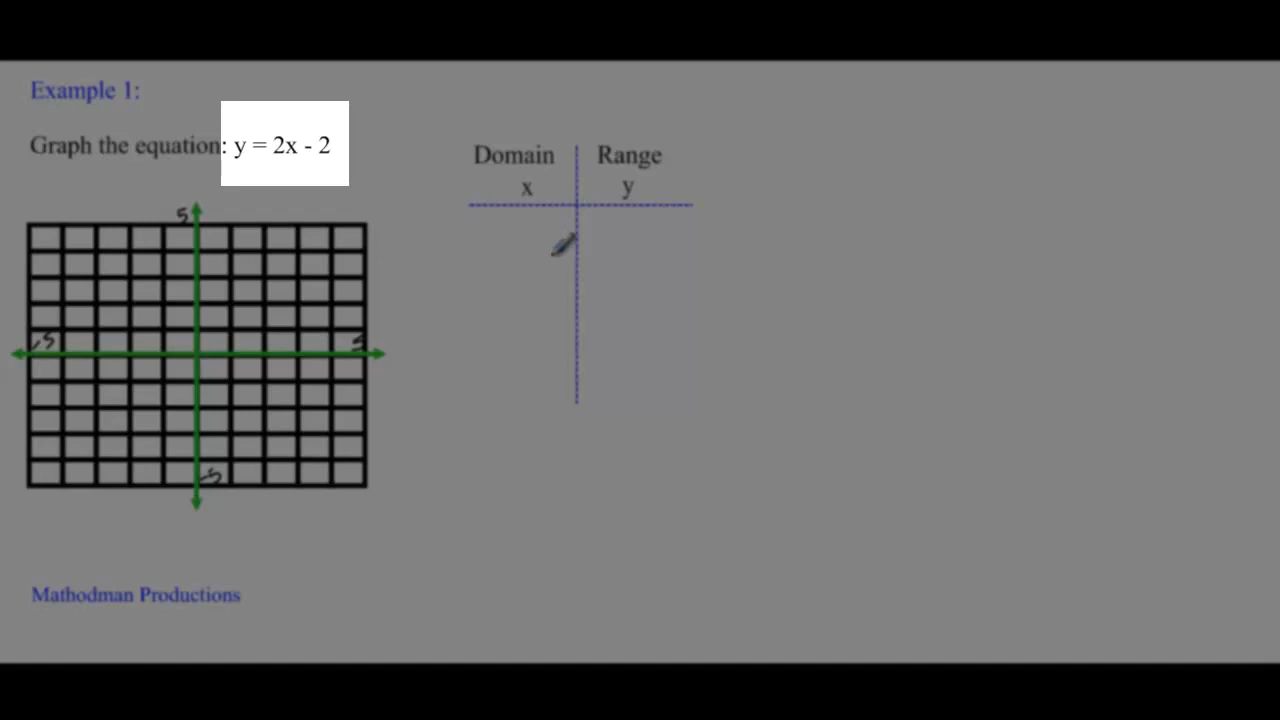 Example 1:
Graph the equation: y = 2x - 2
Domain Range
x y
5
-5 5
-5
Mathodman Productions